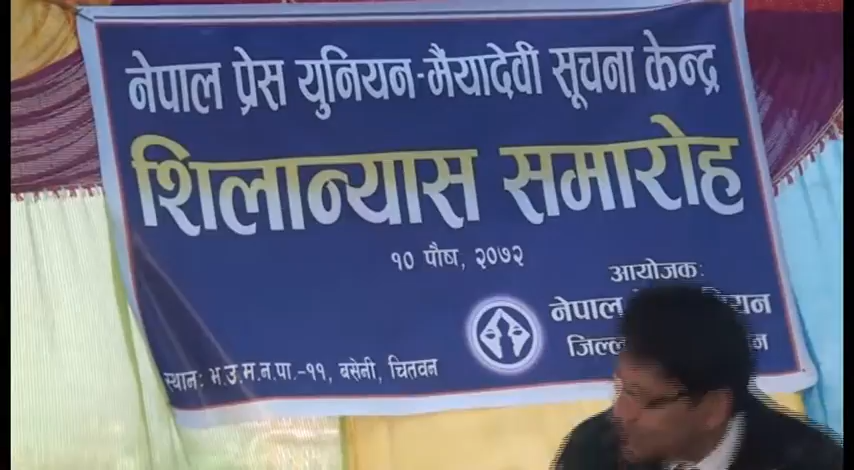 नेपाल प्रेस युनियन-मैयादेवी सूचना केन्द्र
शिलान्यास समारोह
१० पौष, २०७२
आयोजक:
नेपाल
जिल्ला
स्थान: भ.उ.म.न.पा.-११, बसेनी, चितवन